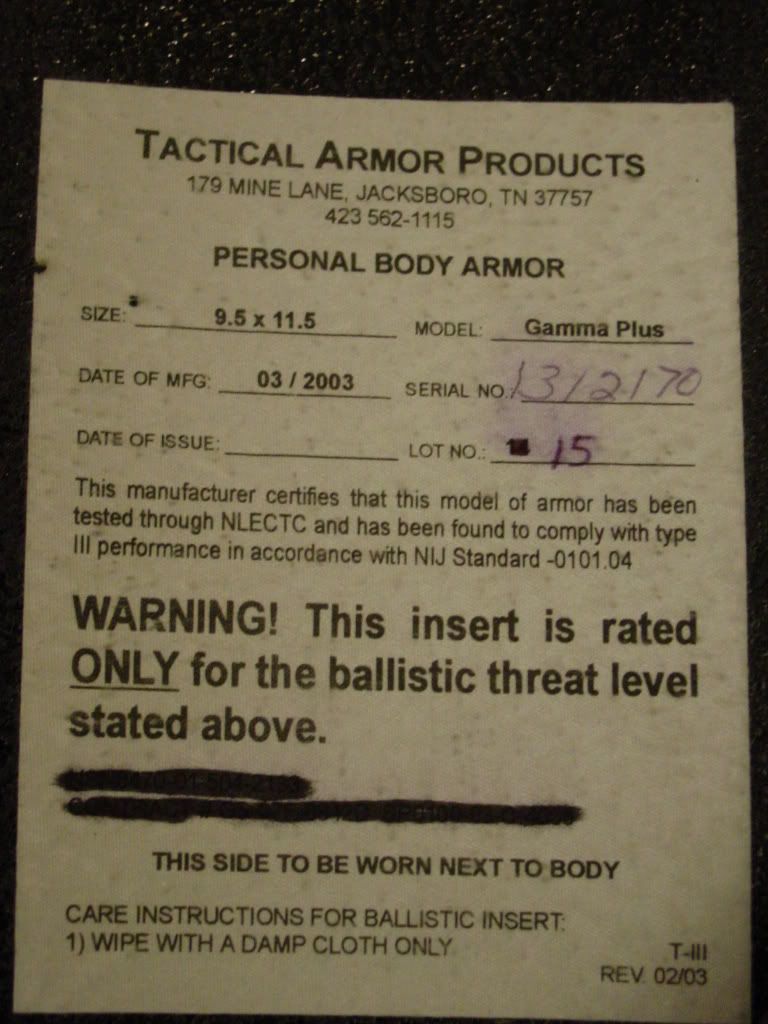 TACTICAL ARMOR PRODUCTS
179 MINE LANE, JACKSBORO, TN 37757
423 562-1115
PERSONAL BODY ARMOR
SIZE: 9.5 x 11.5 MODEL: Gamma Plus
DATE OF MFG: 03 / 2003 SERIAL NO. 1312170
DATE OF ISSUE: LOT NO.: 15
This manufacturer certifies that this model of armor has been
tested through NLECTC and has been found to comply with type
III performance in accordance with NIJ Standard -0101.04
WARNING! This insert is rated
ONLY for the ballistic threat level
stated above.
THIS SIDE TO BE WORN NEXT TO BODY
CARE INSTRUCTIONS FOR BALLISTIC INSERT:
1) WIPE WITH A DAMP CLOTH ONLY
T-III
REV. 02/03